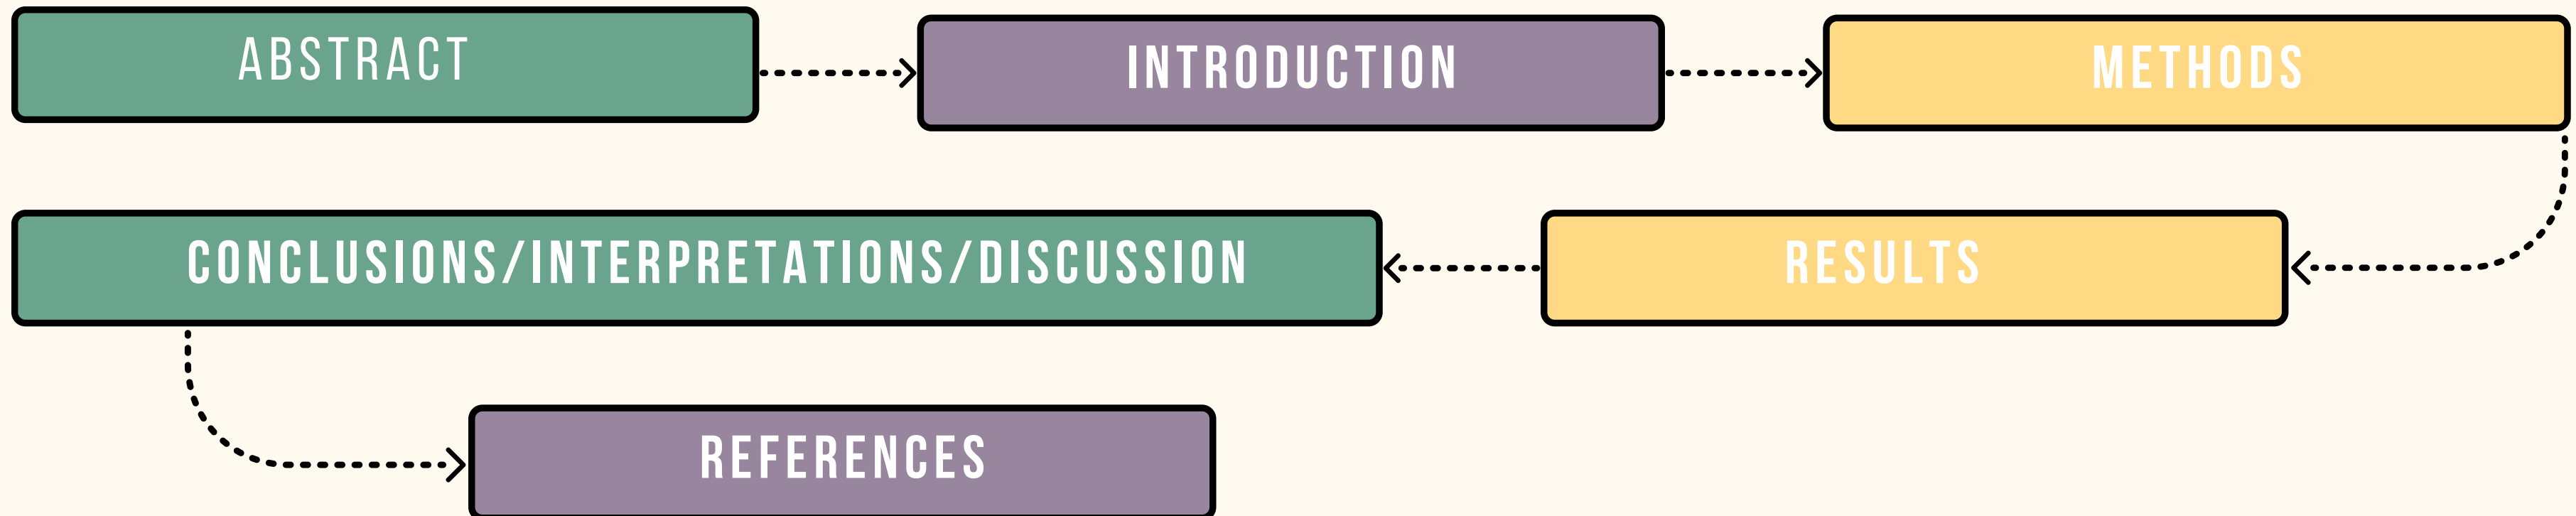 ABSTRACT
INTRODUCTION
METHODS
RESULTS
CONCLUSIONS/INTERPRETATIONS/DISCUSSION
REFERENCES